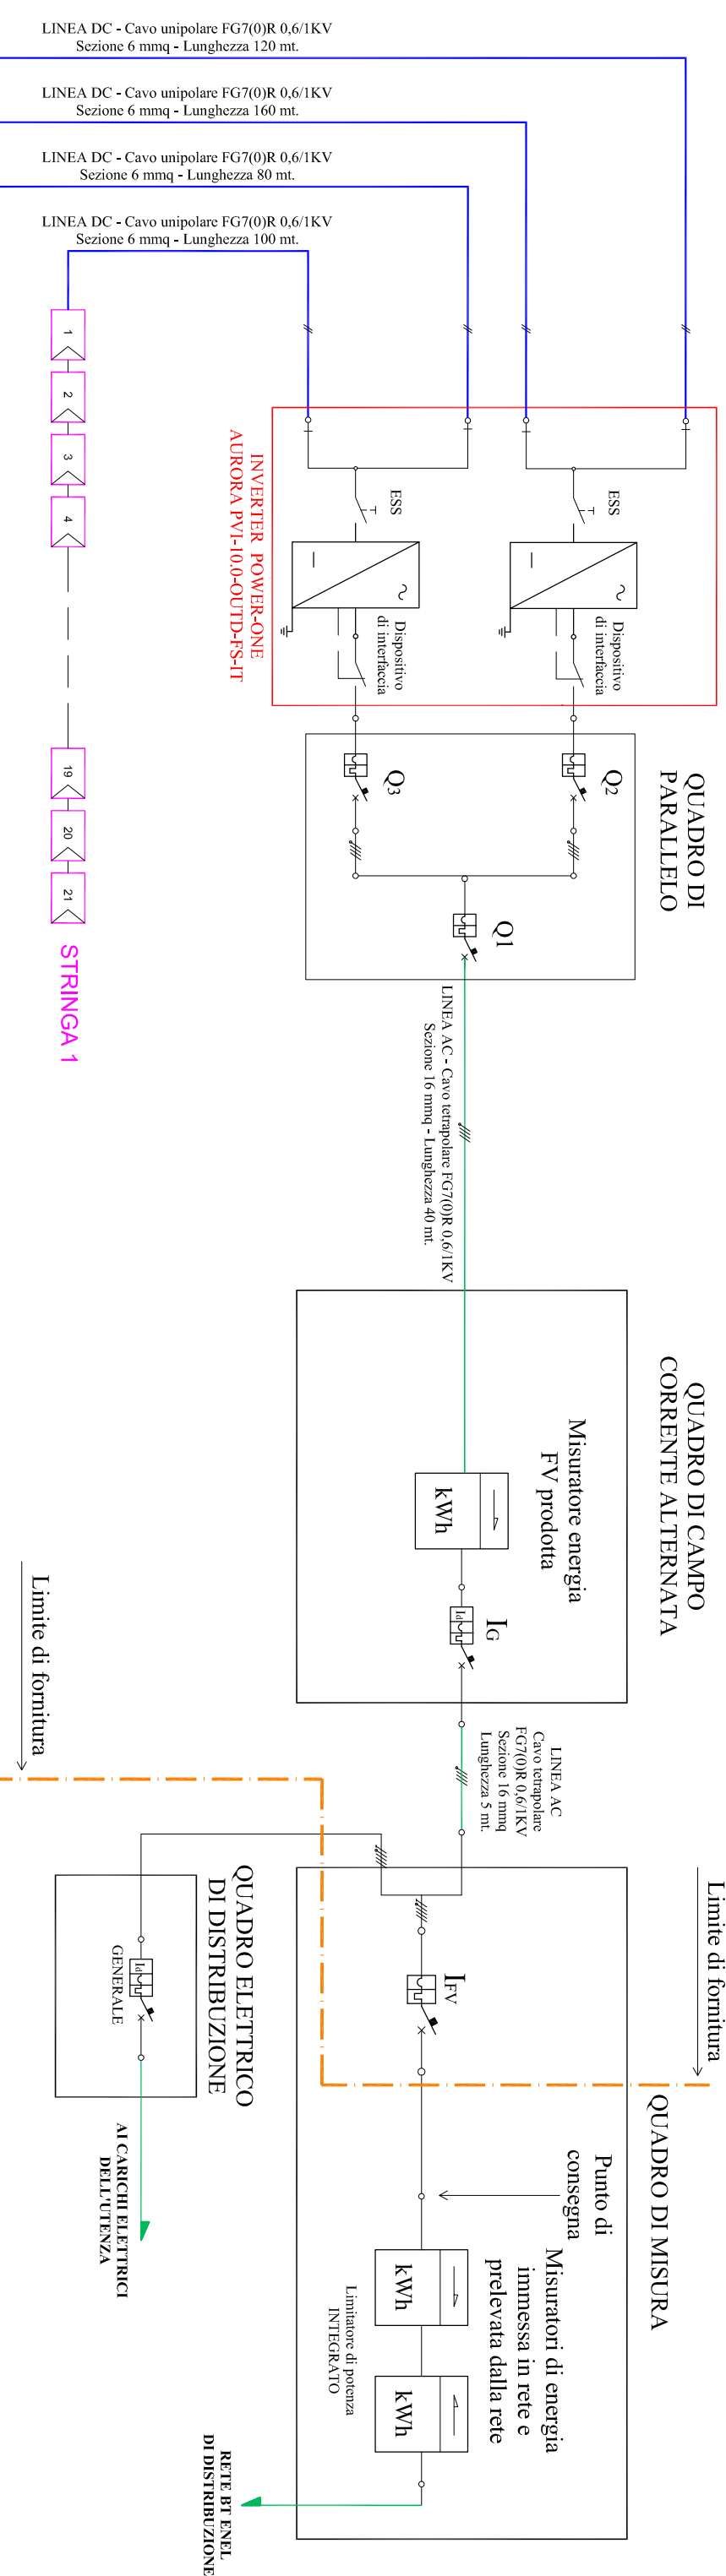 LINEA DC - Cavo unipolare FG7(0)R 0,6/1KV
Sezione 6 mmq - Lunghezza 120 mt.
LINEA DC - Cavo unipolare FG7(0)R 0,6/1KV
Sezione 6 mmq - Lunghezza 160 mt.
LINEA DC - Cavo unipolare FG7(0)R 0,6/1KV
Sezione 6 mmq - Lunghezza 80 mt.
LINEA DC - Cavo unipolare FG7(0)R 0,6/1KV
Sezione 6 mmq - Lunghezza 100 mt.
1
2
3
4
19
20
21
STRINGA 1
INVERTER POWER-ONE
AURORA PVI-10.0-OUTD-FS-IT
ESS
Dispositivo
di interfaccia
ESS
Dispositivo
di interfaccia
QUADRO DI
PARALLELO
Q2
Q3
Q1
LINEA AC - Cavo tetrapolare FG7(0)R 0,6/1KV
Sezione 16 mmq - Lunghezza 40 mt.
QUADRO DI CAMPO
CORRENTE ALTERNATA
Misuratore energia
FV prodotta
kWh
Id
IG
LINEA AC
Cavo tetrapolare
FG7(0)R 0,6/1KV
Sezione 16 mmq
Lunghezza 5 mt.
Limite di fornitura
Limite di fornitura
QUADRO ELETTRICO
DI DISTRIBUZIONE
Id
GENERALE
AI CARICHI ELETTRICI
DELL'UTENZA
QUADRO DI MISURA
IFV
Punto di
consegna
Misuratori di energia
immessa in rete e
prelevata dalla rete
kWh
kWh
Limitatore di potenza
INTEGRATO
RETE BT ENEL
DI DISTRIBUZIONE